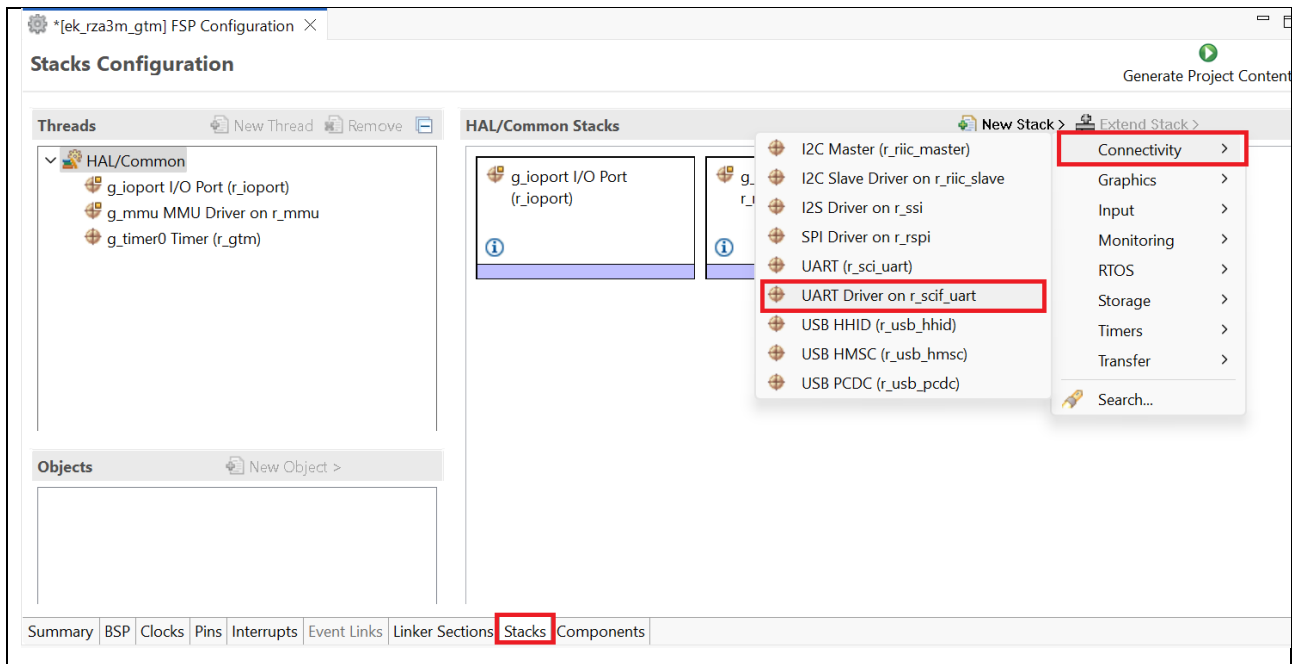 *[ek_rza3m_gtm] FSP Configuration
Stacks Configuration
Generate Project Content
Threads
New Thread
Remove
HAL/Common
g_ioport I/O Port (r_ioport)
g_mmu MMU Driver on r_mmu
g_timer0 Timer (r_gtm)
Objects
New Object >
HAL/Common Stacks
New Stack >
Extend Stack >
g_ioport I/O Port
(r_ioport)
I2C Master (r_riic_master)
I2C Slave Driver on r_riic_slave
I2S Driver on r_ssi
SPI Driver on r_rspi
UART (r_sci_uart)
UART Driver on r_scif_uart
USB HHID (r_usb_hhid)
USB HMSC (r_usb_hmsc)
USB PCDC (r_usb_pcdc)
Connectivity
Graphics
Input
Monitoring
RTOS
Storage
Timers
Transfer
Search...
Summary BSP Clocks Pins Interrupts Event Links Linker Sections Stacks Components